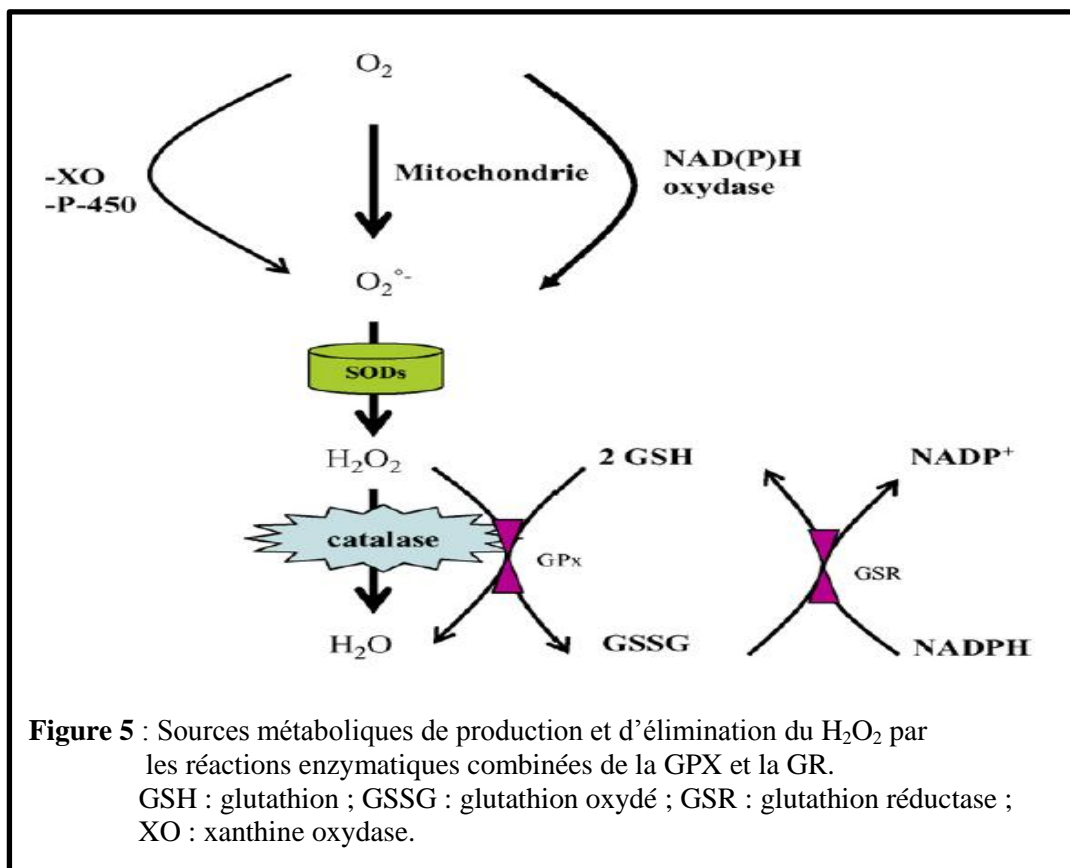 O₂
-XO
-P-450
Mitochondrie
NAD(P)H
oxydase
O₂°⁻
SODs
H₂O₂
2 GSH
NADP⁺
catalase
GPx
GSR
H₂O
GSSG
NADPH
Figure 5 : Sources métaboliques de production et d’élimination du H₂O₂ par
les réactions enzymatiques combinées de la GPX et la GR.
GSH : glutathion ; GSSG : glutathion oxydé ; GSR : glutathion réductase ;
XO : xanthine oxydase.